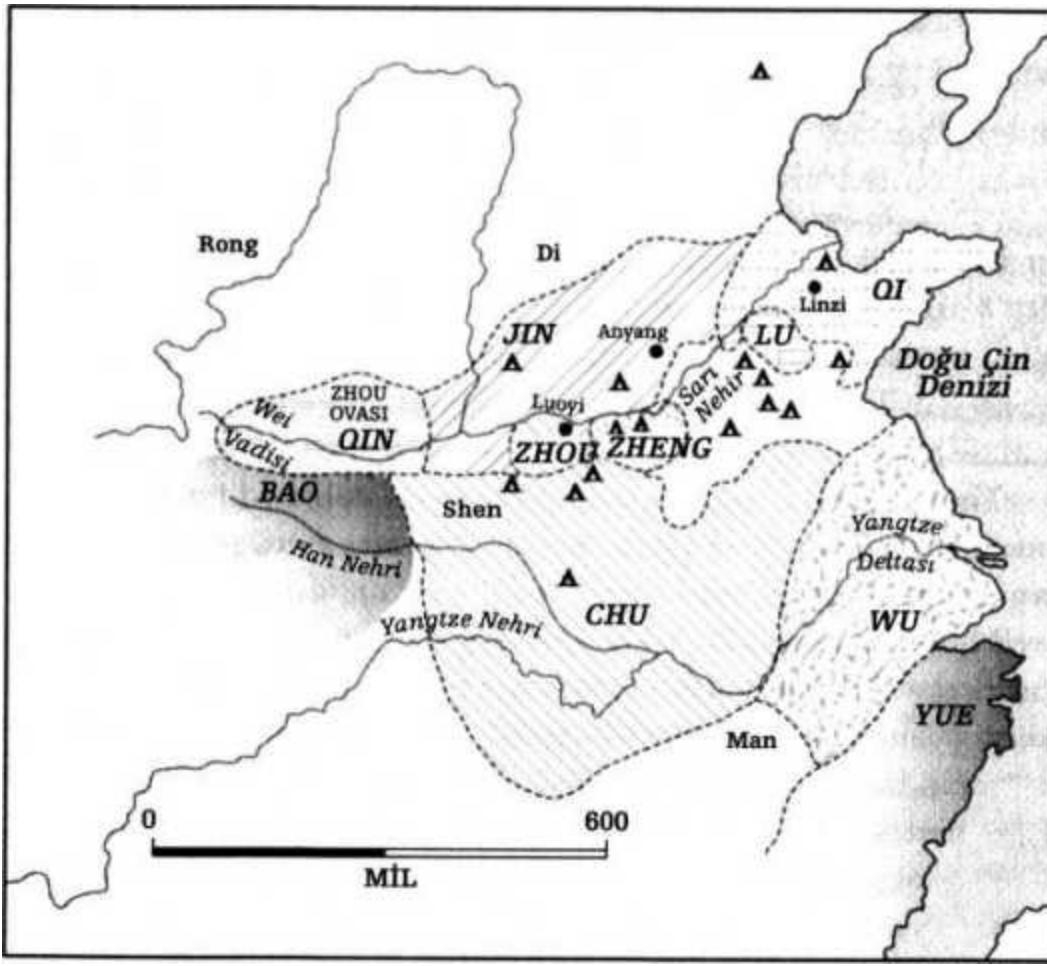 Rong
Di
QI
Linzi
JIN
Anyang
LU
Doğu Çin
Denizi
ZHOU
OVASI
Sarı
Nehir
Luoyi
Wei
Vadisi
QIN
ZHOU
ZHENG
BAO
Shen
Yangtze
Deltası
Han Nehri
CHU
WU
Yangtze Nehri
YUE
Man
0
600
MİL